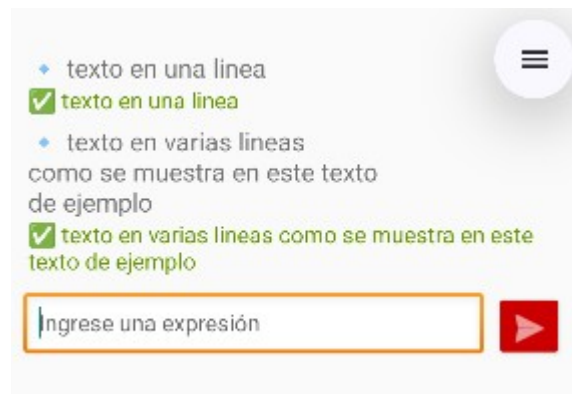 🔹 texto en una linea
✅ texto en una linea
🔹 texto en varias lineas
como se muestra en este texto
de ejemplo
✅ texto en varias lineas como se muestra en este
texto de ejemplo
Ingrese una expresión